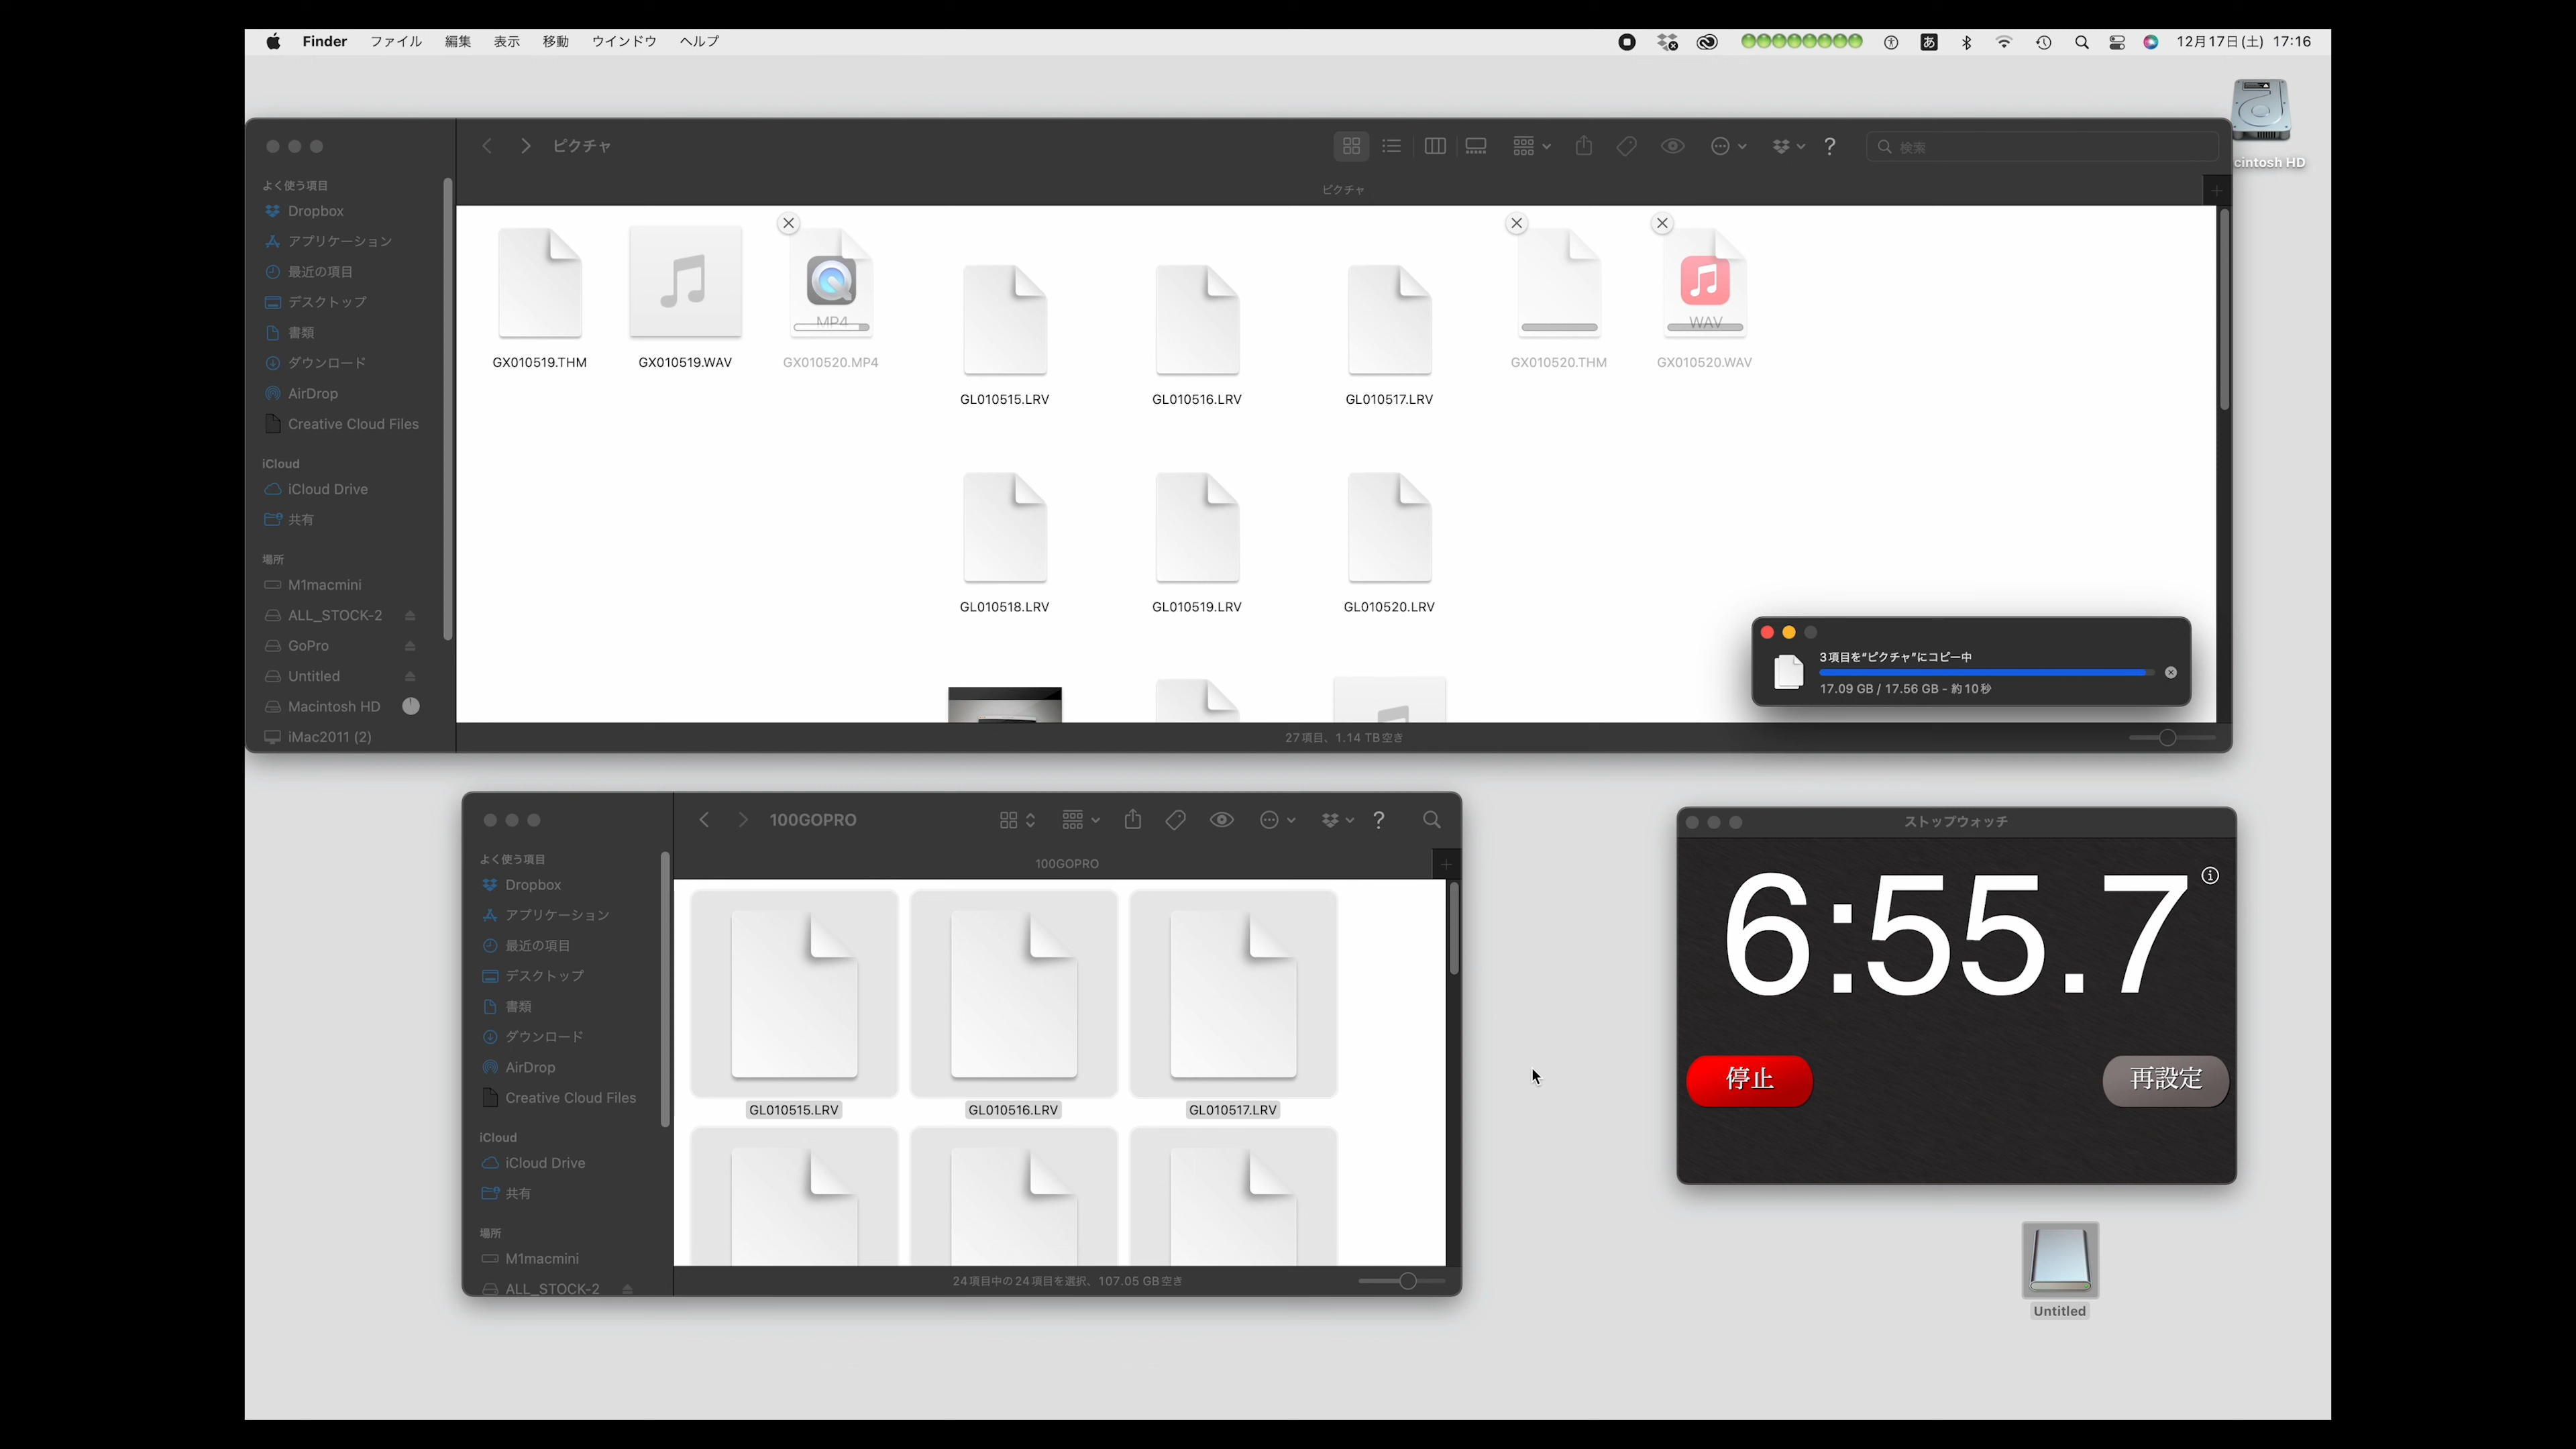 Finder ファイル 編集 表示 移動 ウインドウ ヘルプ
あ 12月17日(土) 17:16
cintosh HD
ピクチャ
検索
ピクチャ
よく使う項目
Dropbox
アプリケーション
最近の項目
デスクトップ
書類
ダウンロード
AirDrop
Creative Cloud Files
iCloud
iCloud Drive
共有
場所
M1macmini
ALL_STOCK-2
GoPro
Untitled
Macintosh HD
iMac2011 (2)
MP4
WAV
GX010519.THM GX010519.WAV GX010520.MP4 GX010520.THM GX010520.WAV
GL010515.LRV GL010516.LRV GL010517.LRV
GL010518.LRV GL010519.LRV GL010520.LRV
3項目を"ピクチャ"にコピー中
17.09 GB / 17.56 GB - 約10秒
27項目、1.14 TB空き
100GOPRO
100GOPRO
よく使う項目
Dropbox
アプリケーション
最近の項目
デスクトップ
書類
ダウンロード
AirDrop
Creative Cloud Files
iCloud
iCloud Drive
共有
場所
M1macmini
ALL_STOCK-2
GL010515.LRV GL010516.LRV GL010517.LRV
24項目中の24項目を選択、107.05 GB空き
ストップウォッチ
6:55.7
停止 再設定
Untitled